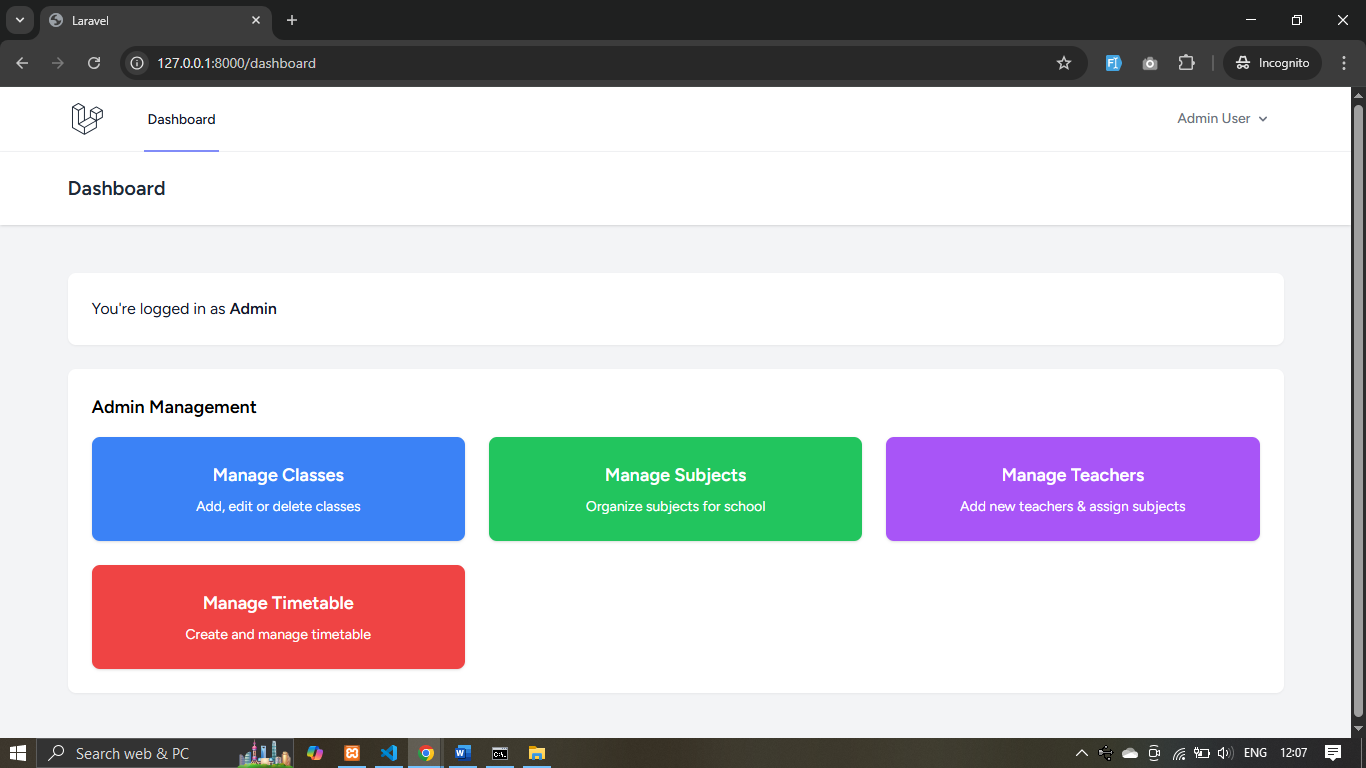 Laravel
127.0.0.1:8000/dashboard
Incognito
Dashboard
Admin User
Dashboard
You're logged in as Admin
Admin Management
Manage Classes
Add, edit or delete classes
Manage Subjects
Organize subjects for school
Manage Teachers
Add new teachers & assign subjects
Manage Timetable
Create and manage timetable
Search web & PC
ENG
12:07